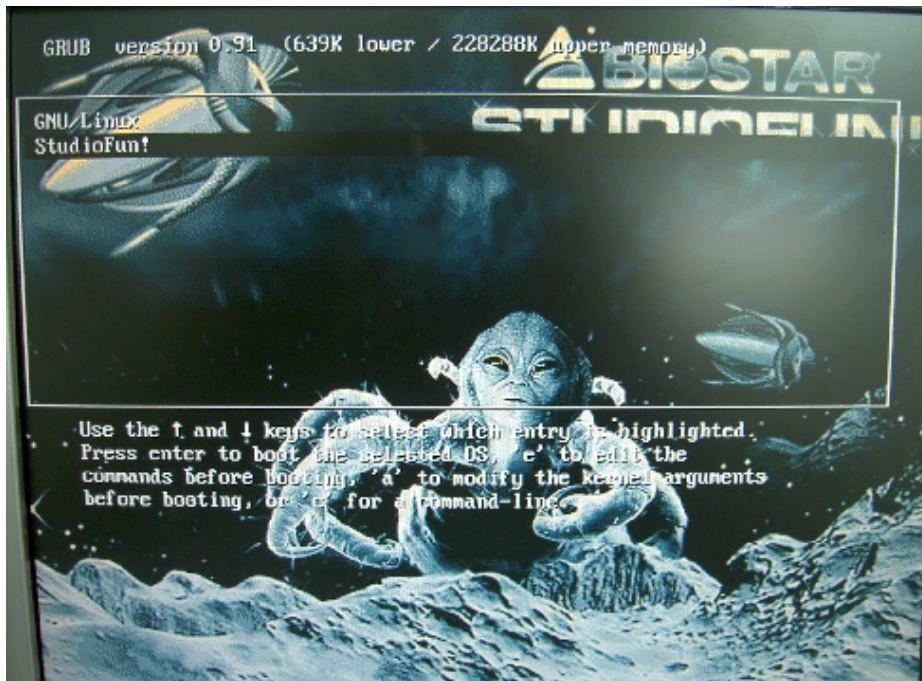 GRUB version 0.91 (639K lower / 228288K upper memory)
BIOSTAR
STUDIOFUN!
GNU/Linux
StudioFun!
Use the ↑ and ↓ keys to select which entry is highlighted.
Press enter to boot the selected OS, 'e' to edit the
commands before booting, 'a' to modify the kernel arguments
before booting, or 'c' for a command-line.